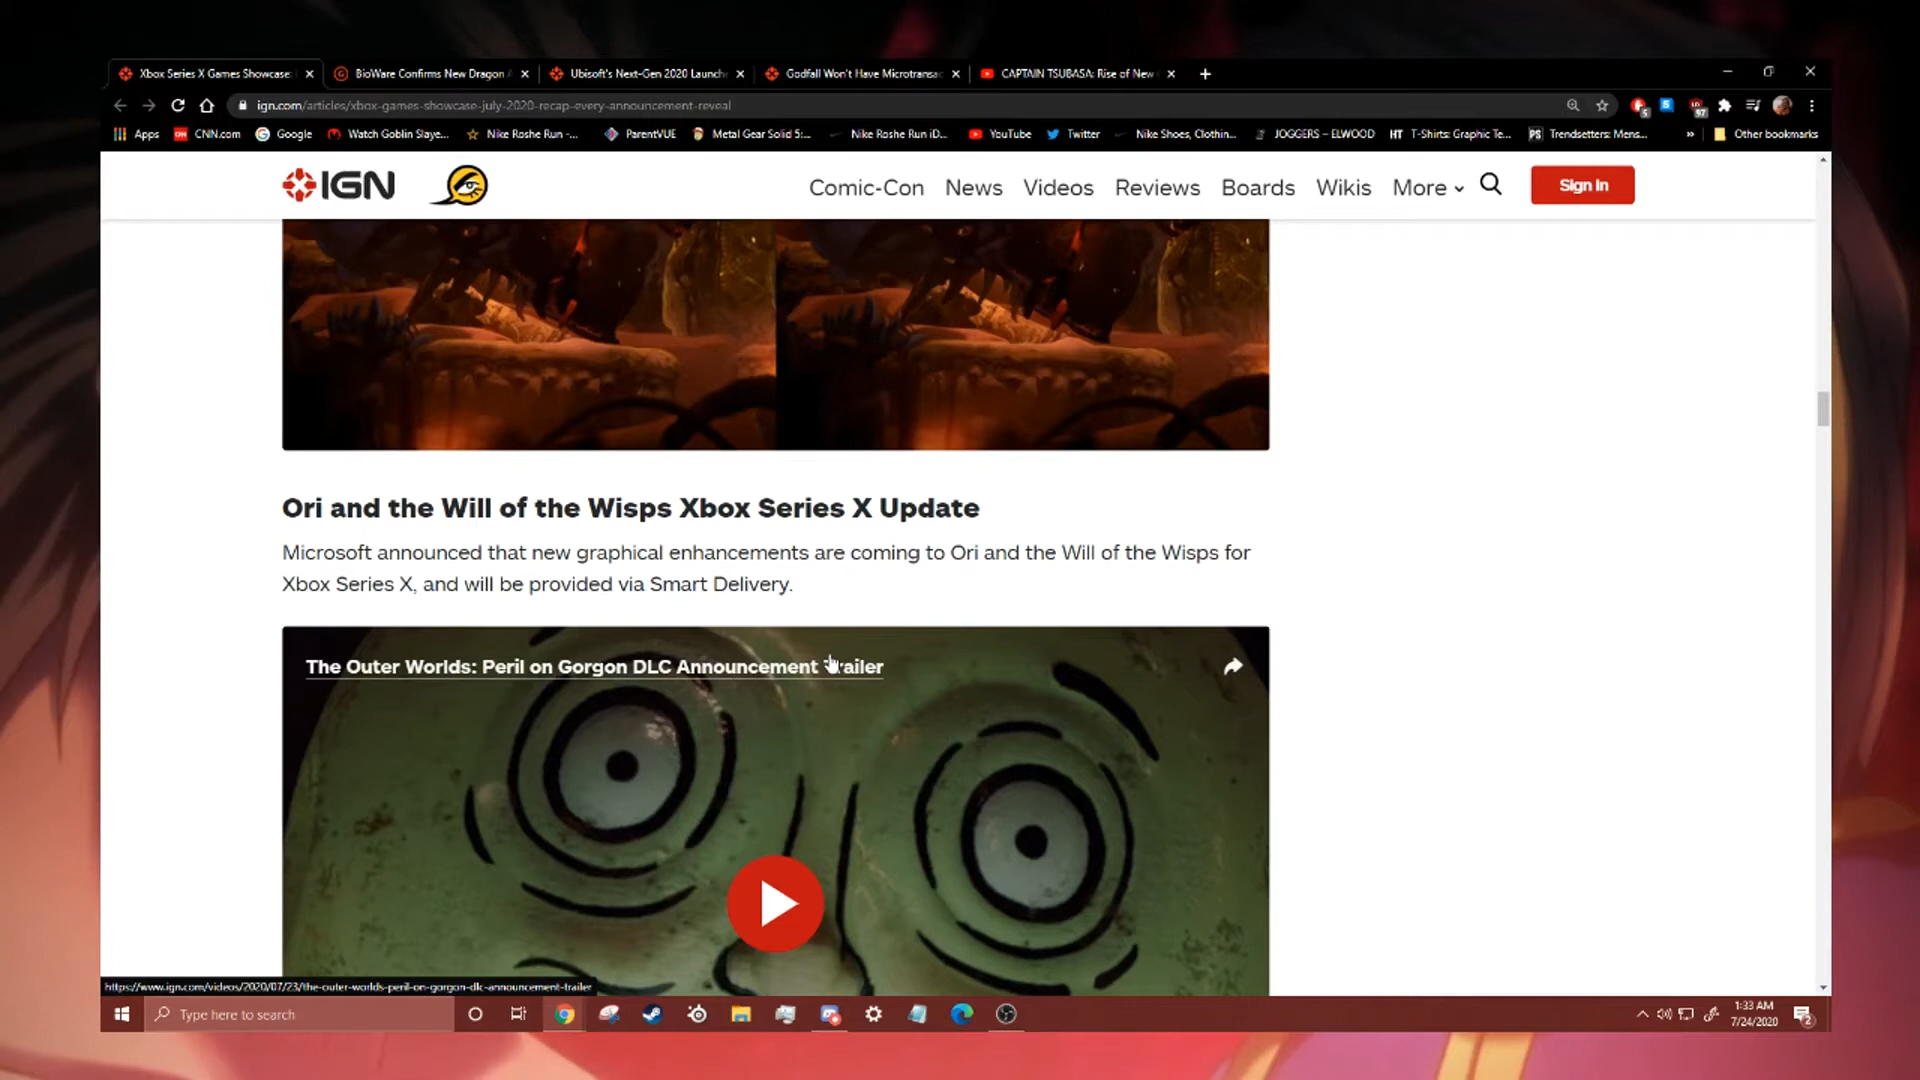 Xbox Series X Games Showcase:
BioWare Confirms New Dragon A
Ubisoft's Next-Gen 2020 Launch
Godfall Won't Have Microtransac
CAPTAIN TSUBASA: Rise of New
ign.com/articles/xbox-games-showcase-july-2020-recap-every-announcement-reveal
Apps
CNN.com
Google
Watch Goblin Slaye...
Nike Roshe Run -...
ParentVUE
Metal Gear Solid 5:...
Nike Roshe Run iD...
YouTube
Twitter
Nike Shoes, Clothin...
JOGGERS – ELWOOD
HT T-Shirts: Graphic Te...
PS Trendsetters: Mens...
»
Other bookmarks
IGN
Comic-Con
News
Videos
Reviews
Boards
Wikis
More
Sign In
Ori and the Will of the Wisps Xbox Series X Update
Microsoft announced that new graphical enhancements are coming to Ori and the Will of the Wisps for
Xbox Series X, and will be provided via Smart Delivery.
The Outer Worlds: Peril on Gorgon DLC Announcement Trailer
https://www.ign.com/videos/2020/07/23/the-outer-worlds-peril-on-gorgon-dlc-announcement-trailer
Type here to search
1:33 AM
7/24/2020
2